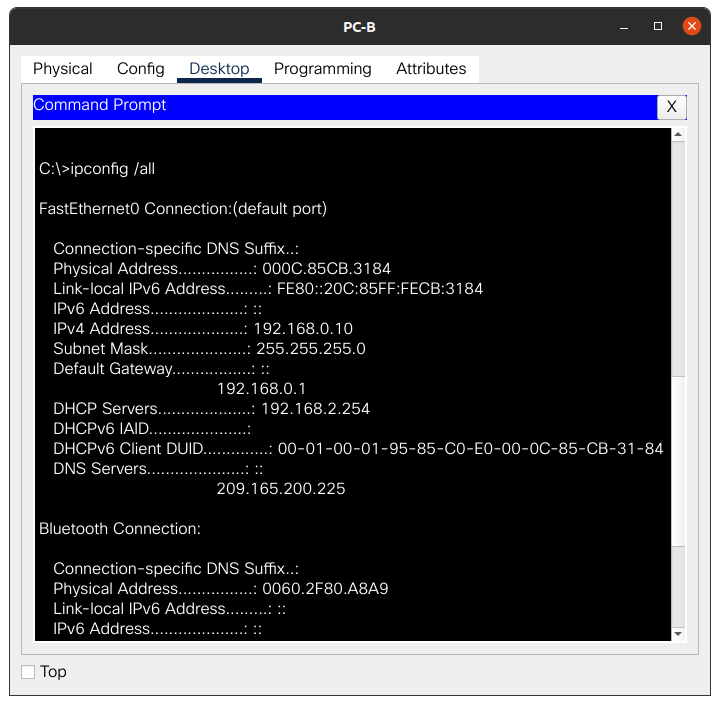 PC-B
Physical Config Desktop Programming Attributes
Command Prompt X
C:\>ipconfig /all
FastEthernet0 Connection:(default port)
Connection-specific DNS Suffix..:
Physical Address................: 000C.85CB.3184
Link-local IPv6 Address.........: FE80::20C:85FF:FECB:3184
IPv6 Address....................: ::
IPv4 Address....................: 192.168.0.10
Subnet Mask.....................: 255.255.255.0
Default Gateway.................: ::
192.168.0.1
DHCP Servers....................: 192.168.2.254
DHCPv6 IAID.....................:
DHCPv6 Client DUID..............: 00-01-00-01-95-85-C0-E0-00-0C-85-CB-31-84
DNS Servers.....................: ::
209.165.200.225
Bluetooth Connection:
Connection-specific DNS Suffix..:
Physical Address................: 0060.2F80.A8A9
Link-local IPv6 Address.........: ::
IPv6 Address....................: ::
Top